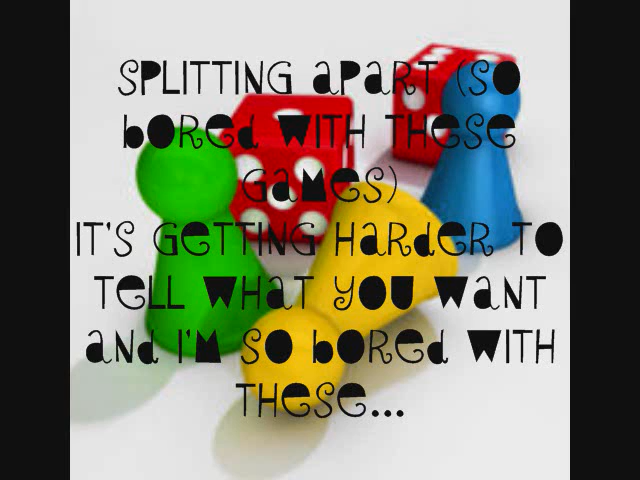 SPLITTING APART (SO
BORED WITH THESE
GAMES)
IT'S GETTING HARDER TO
TELL WHAT YOU WANT
AND I'M SO BORED WITH
THESE...